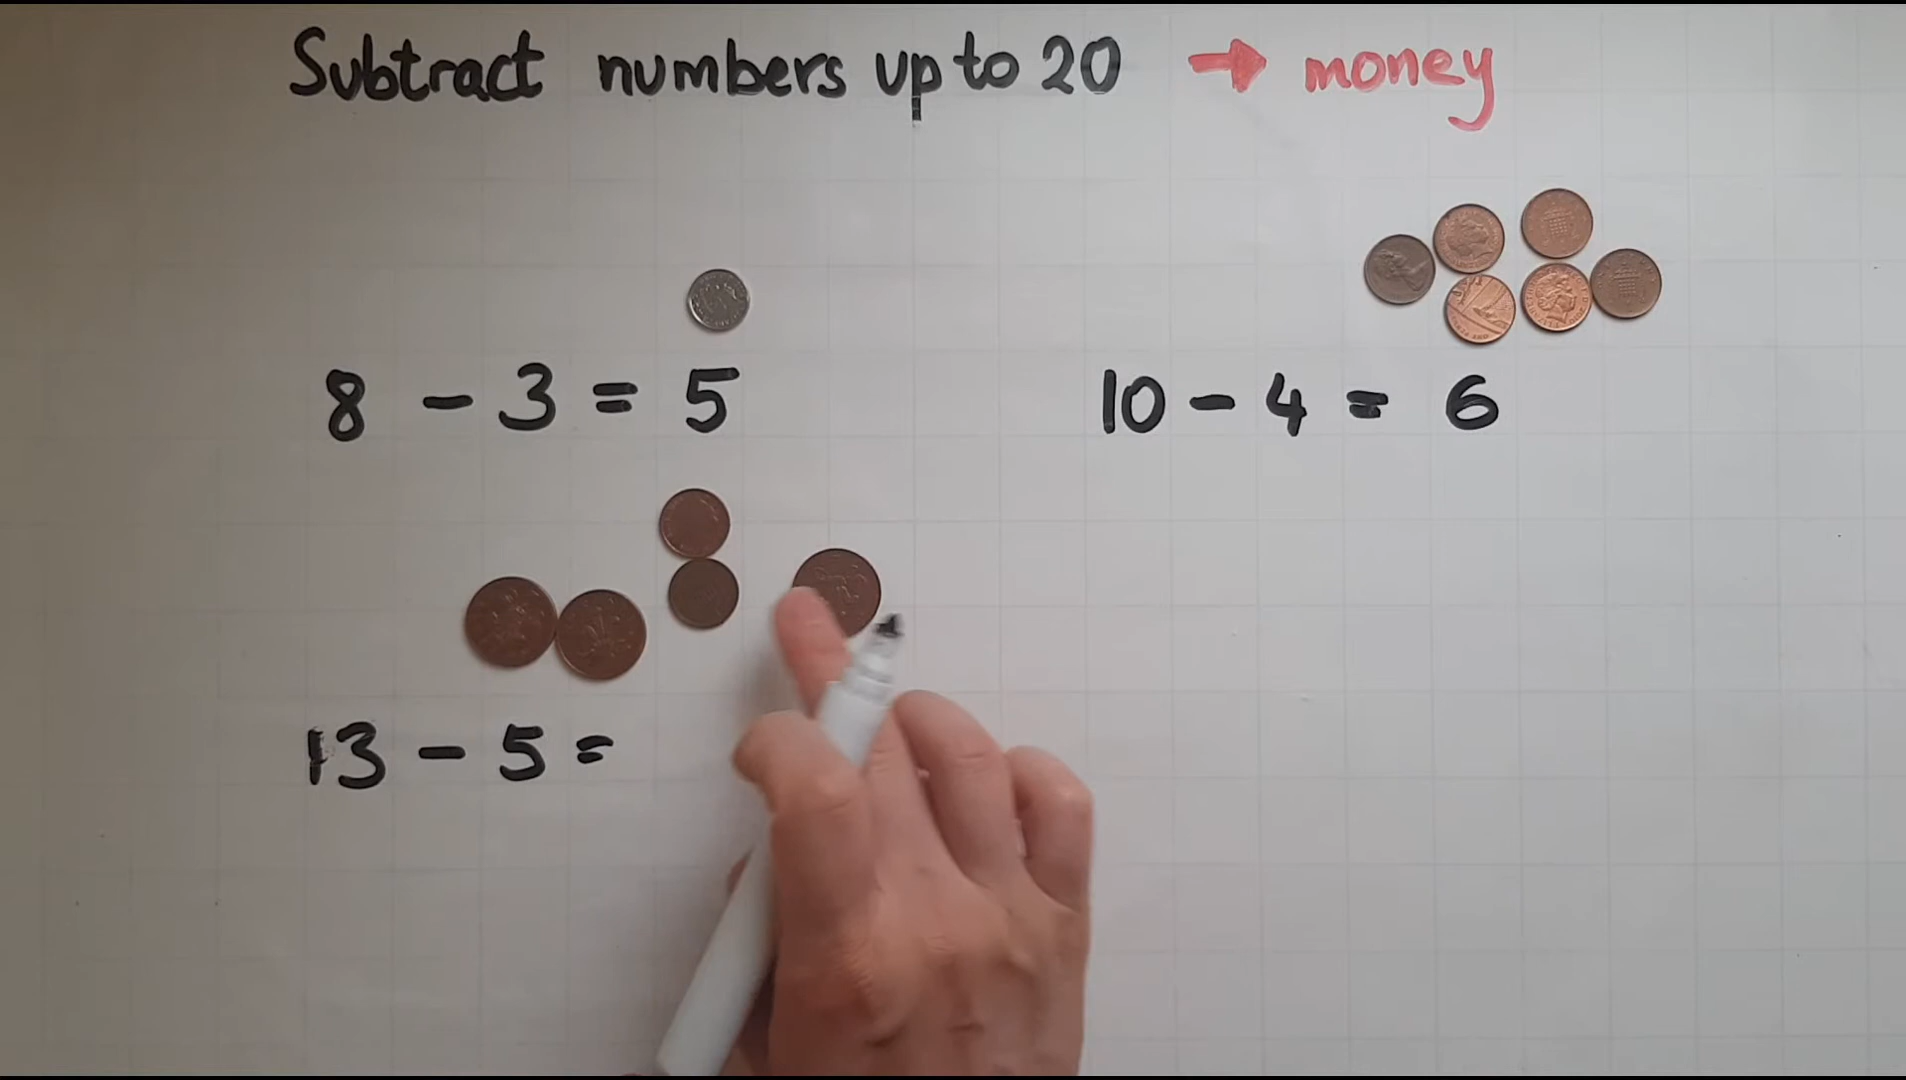 Subtract numbers up to 20 → money
8 - 3 = 5
10 - 4 = 6
13 - 5 =